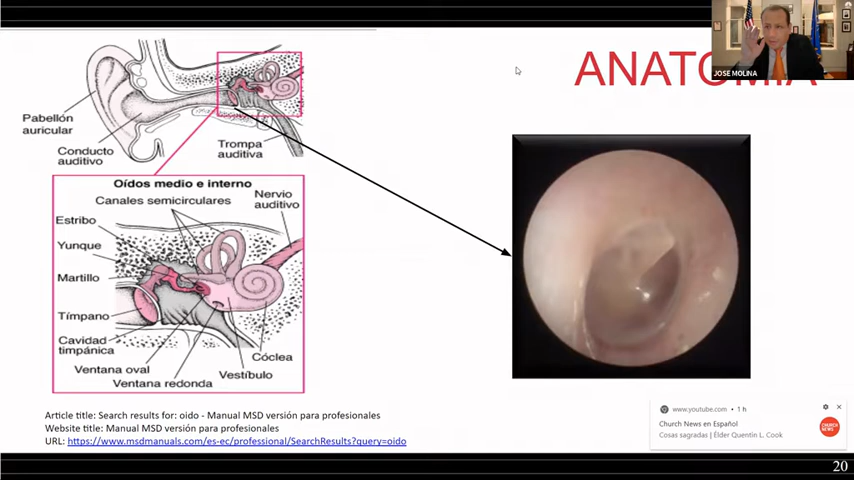 JOSE MOLINA
Pabellón
auricular
Conducto
auditivo
Trompa
auditiva
Oídos medio e interno
Canales semicirculares
Nervio
auditivo
Estribo
Yunque
Martillo
Tímpano
Cavidad
timpánica
Ventana oval
Ventana redonda
Vestíbulo
Cóclea
Article title: Search results for: oido - Manual MSD versión para profesionales
Website title: Manual MSD versión para profesionales
URL: https://www.msdmanuals.com/es-ec/professional/SearchResults?query=oido
www.youtube.com • 1 h
Church News en Español
Cosas sagradas | Élder Quentin L. Cook
CHURCH
NEWS
20